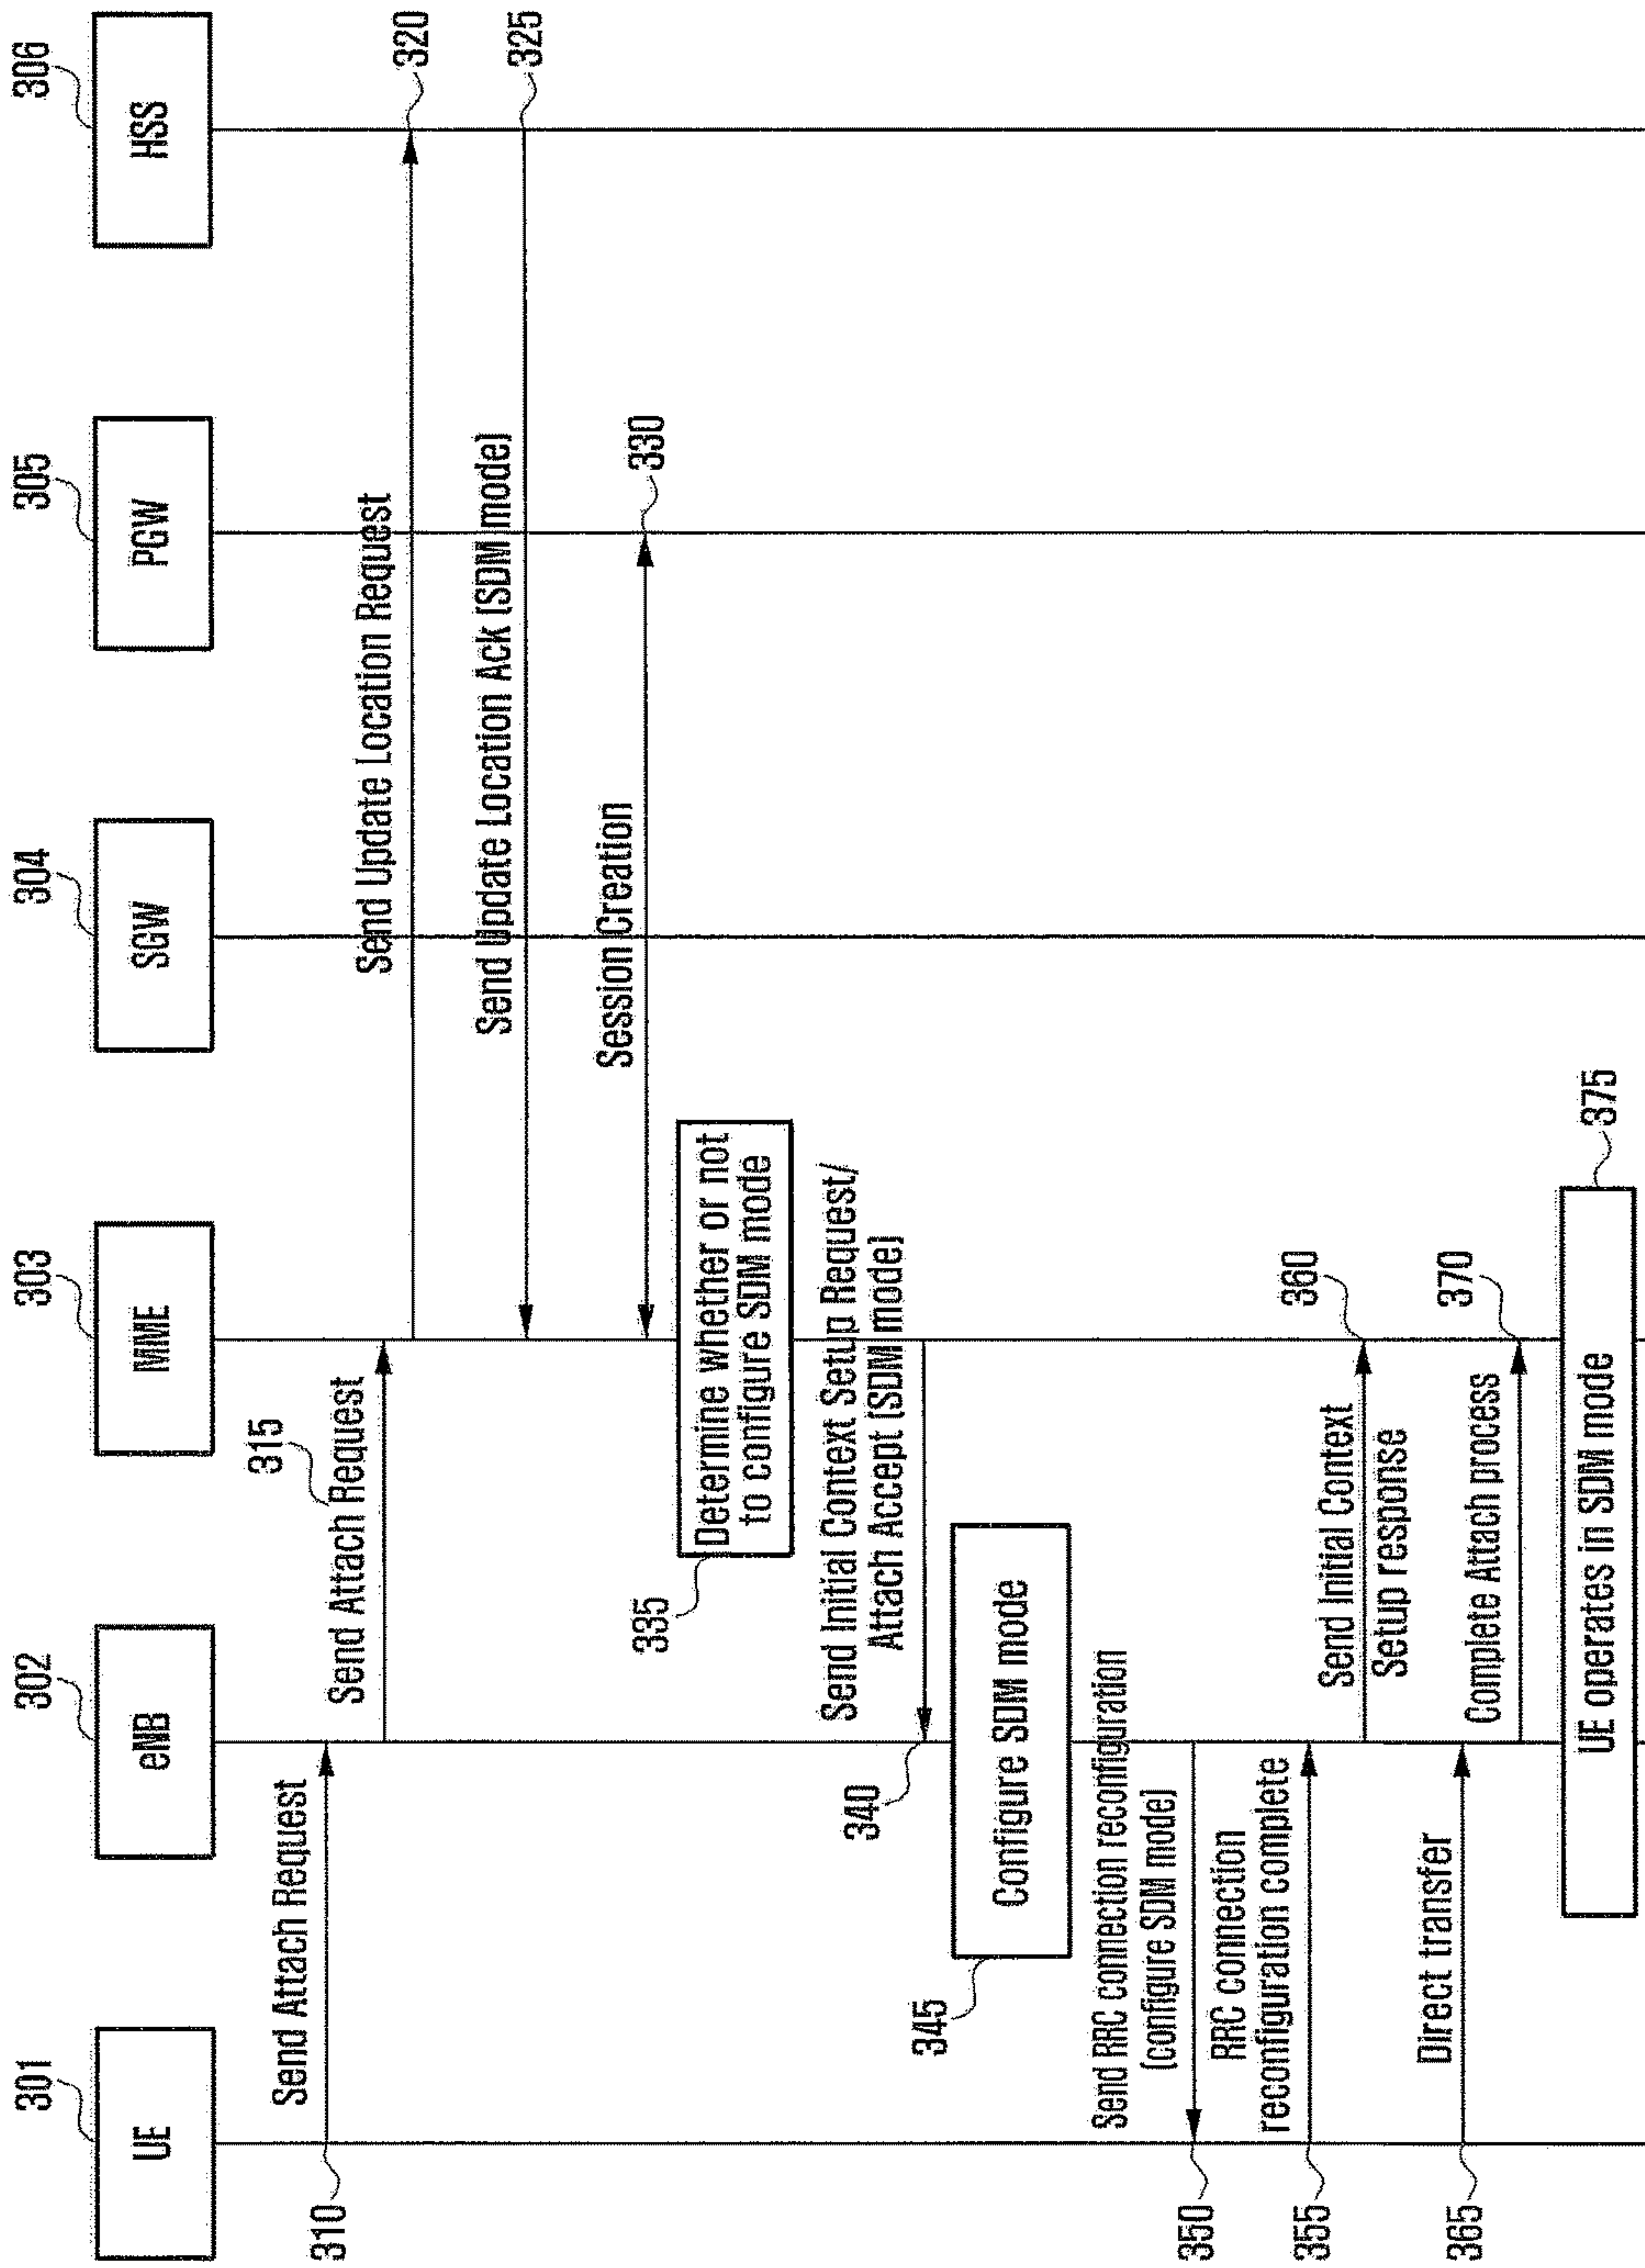 301
302
303
304
305
306
UE
eNB
MME
SGW
PGW
HSS
310
Send Attach Request
315
Send Attach Request
Send Update Location Request
320
Send Update Location Ack (SDM mode)
325
Session Creation
330
335
Determine whether or not
to configure SDM mode
Send Initial Context Setup Request/
Attach Accept (SDM mode)
340
345
Configure SDM mode
Send RRC connection reconfiguration
(configure SDM mode)
350
RRC connection
reconfiguration complete
355
Send Initial Context
Setup response
360
Direct transfer
365
Complete Attach process
370
UE operates in SDM mode
375